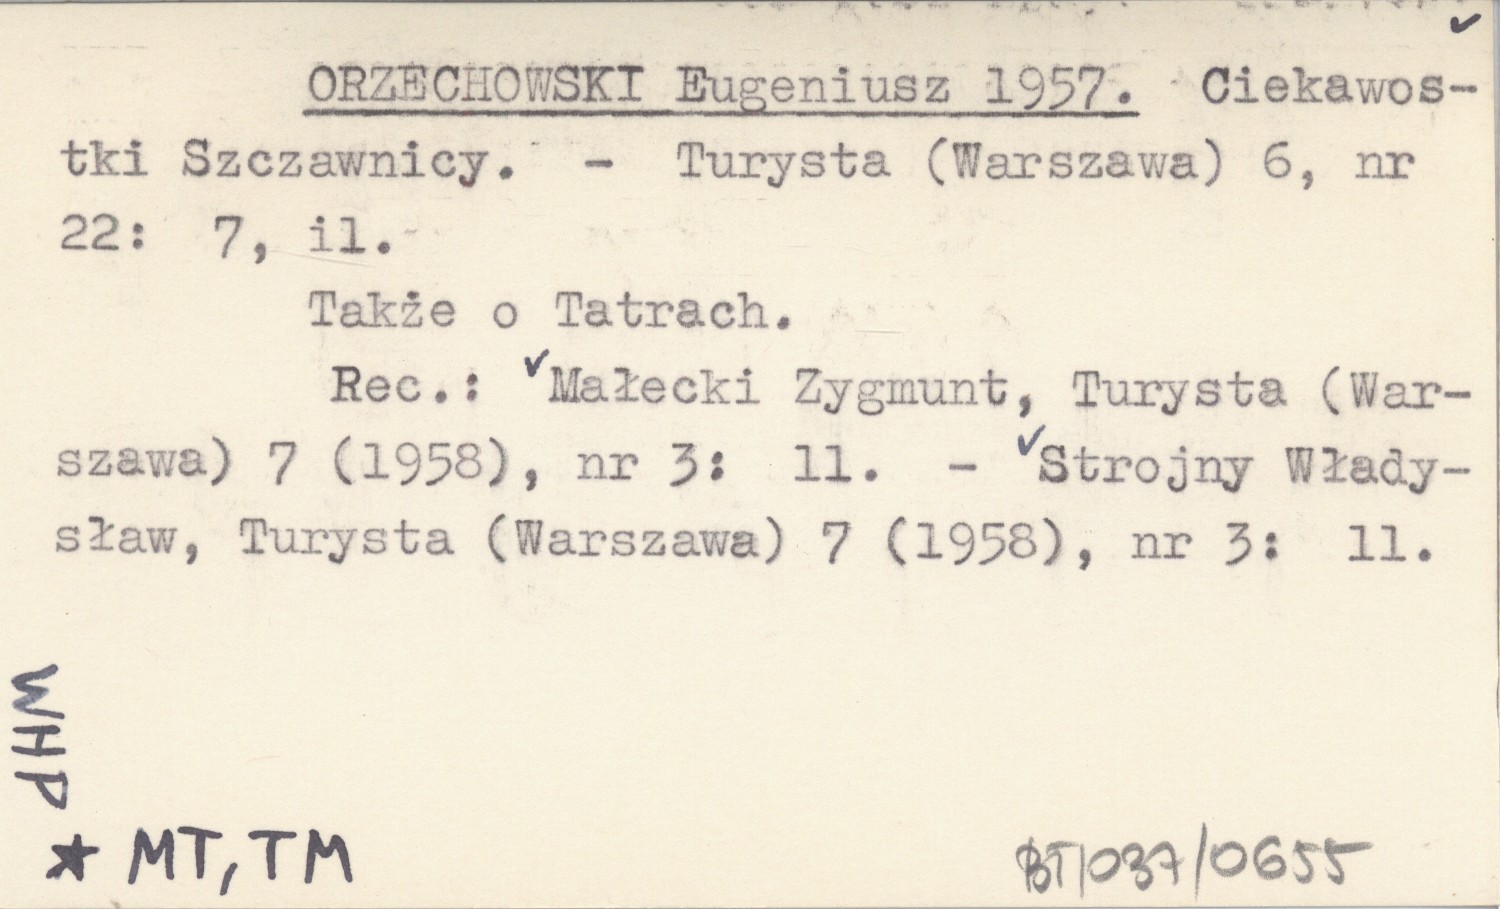 ORZECHOWSKI Eugeniusz 1957. Ciekawos-
tki Szczawnicy. - Turysta (Warszawa) 6, nr
22: 7, il.
Także o Tatrach.
Rec.: ✓Małecki Zygmunt, Turysta (War-
szawa) 7 (1958), nr 3: 11. - ✓Strojny Włady-
sław, Turysta (Warszawa) 7 (1958), nr 3: 11.
WHP
★ MT, TM
BT/037/0655